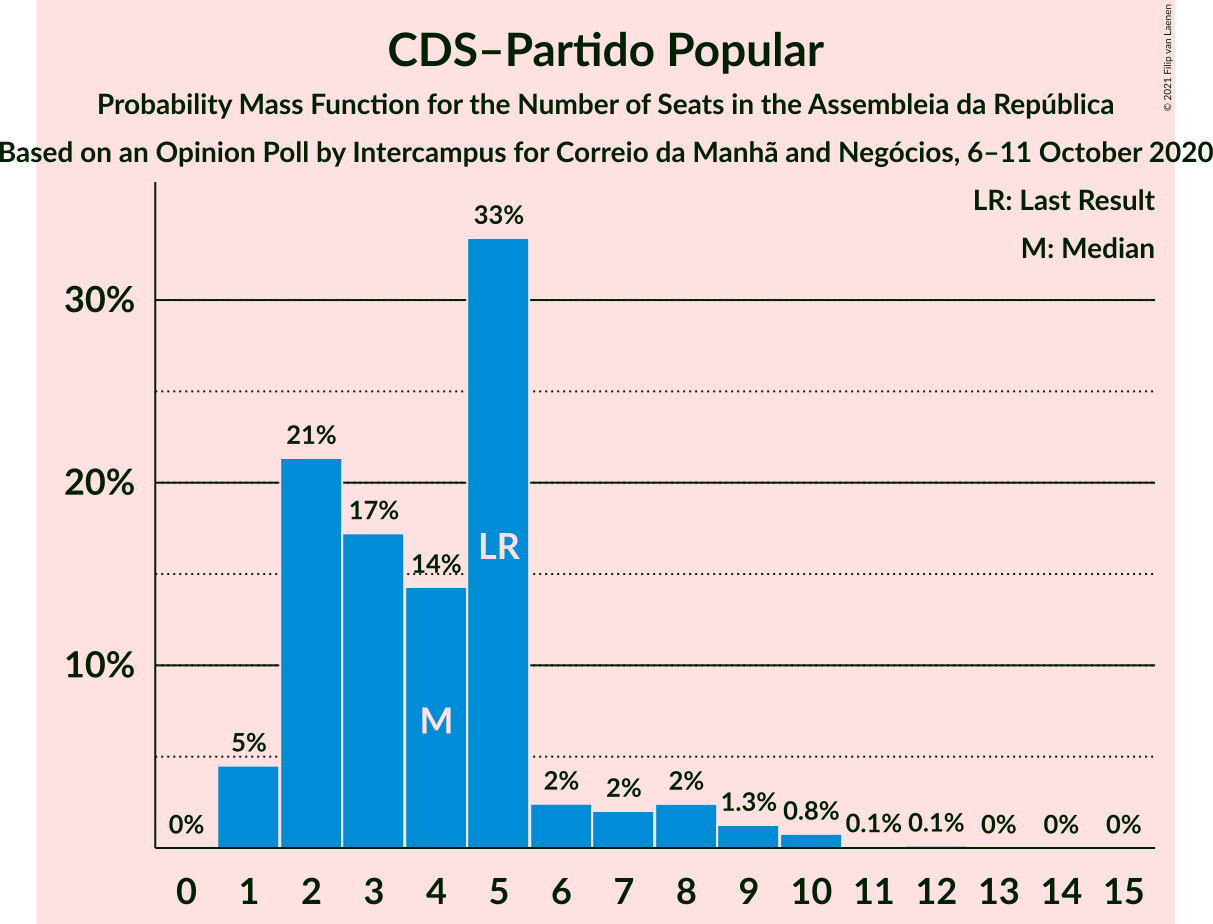 CDS–Partido Popular
Probability Mass Function for the Number of Seats in the Assembleia da República
Based on an Opinion Poll by Intercampus for Correio da Manhã and Negócios, 6–11 October 2020
© 2021 Filip van Laenen
LR: Last Result
M: Median
30%
20%
10%
0%
5%
21%
17%
14%
33%
2%
2%
2%
1.3%
0.8%
0.1%
0.1%
0%
0%
0%
LR
M
0 1 2 3 4 5 6 7 8 9 10 11 12 13 14 15